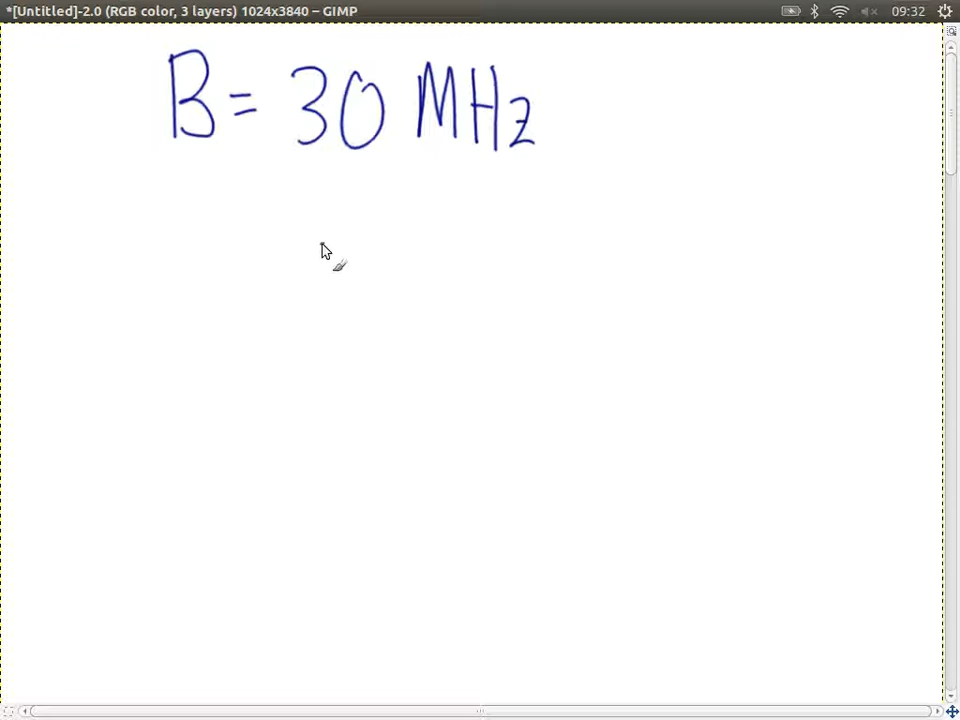 *[Untitled]-2.0 (RGB color, 3 layers) 1024x3840 – GIMP
09:32
B = 30 MHz